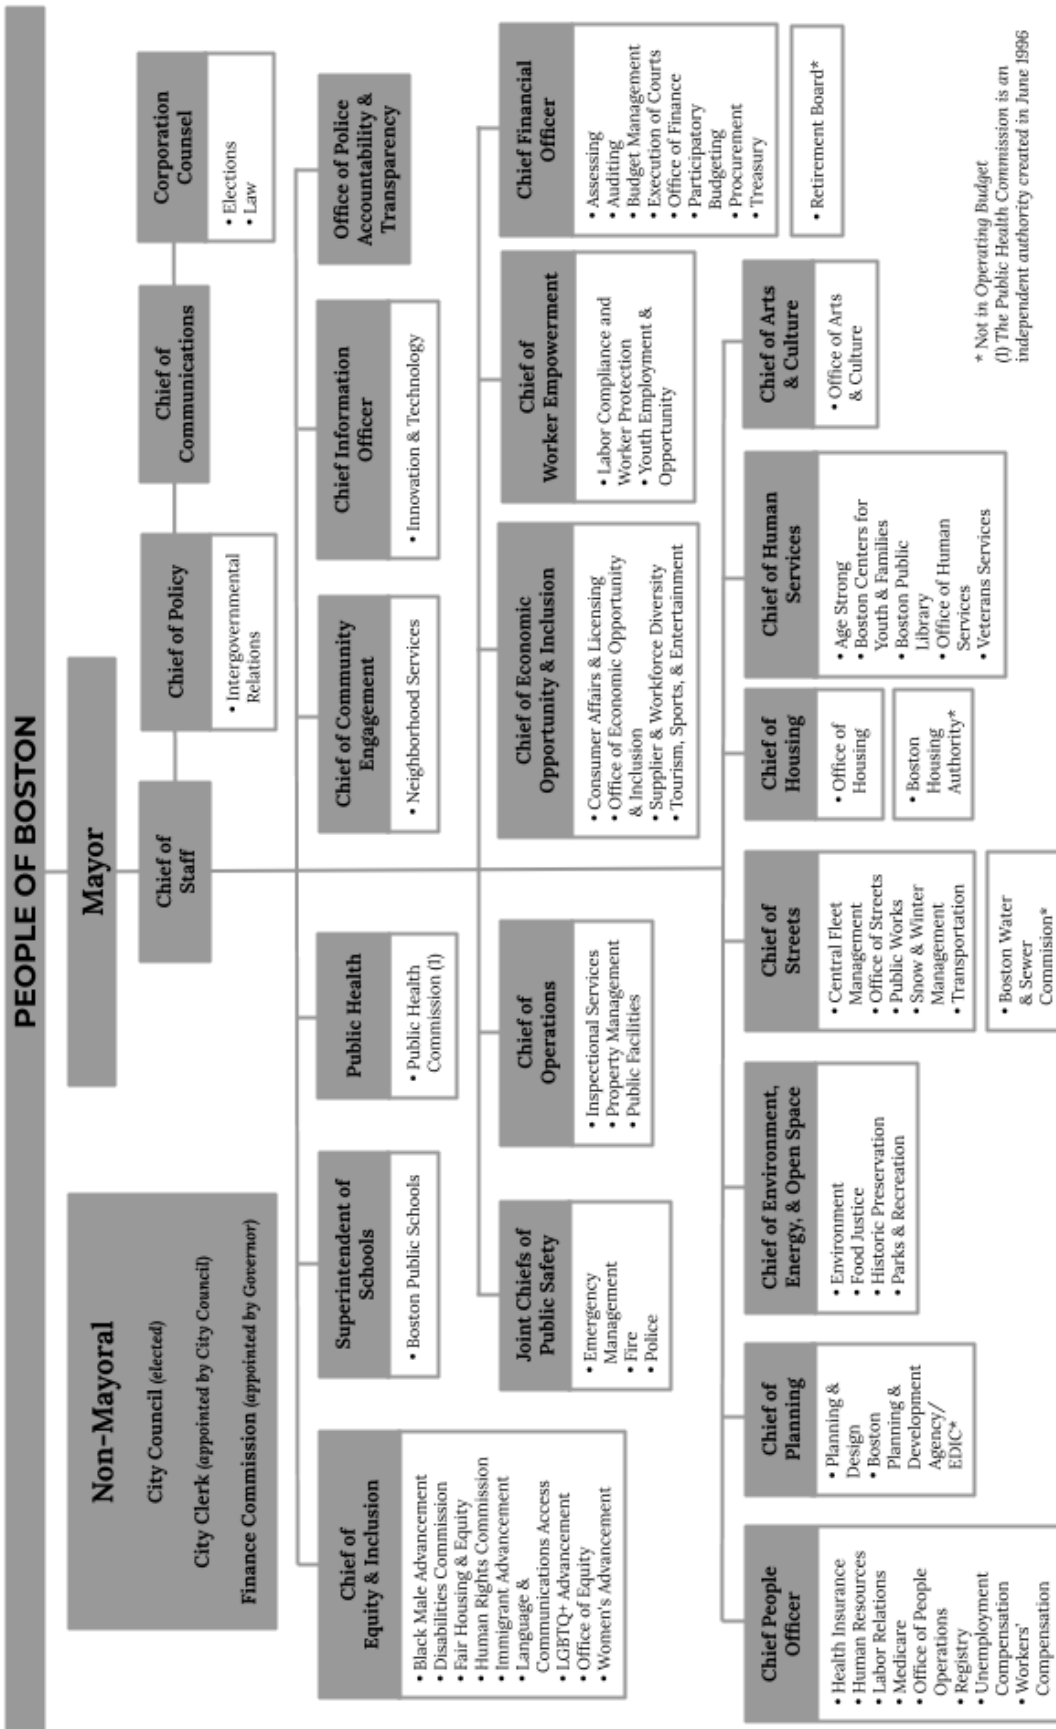 PEOPLE OF BOSTON
Non-Mayoral
City Council (elected)
City Clerk (appointed by City Council)
Finance Commission (appointed by Governor)
Mayor
Chief of
Staff
Chief of Policy
• Intergovernmental
Relations
Chief of
Communications
Corporation
Counsel
• Elections
• Law
Chief of
Equity & Inclusion
• Black Male Advancement
• Disabilities Commission
• Fair Housing & Equity
• Human Rights Commission
• Immigrant Advancement
• Language &
Communications Access
• LGBTQ+ Advancement
• Office of Equity
• Women's Advancement
Superintendent of
Schools
• Boston Public Schools
Public Health
• Public Health
Commission (1)
Chief of Community
Engagement
• Neighborhood Services
Chief Information
Officer
• Innovation & Technology
Office of Police
Accountability &
Transparency
Joint Chiefs of
Public Safety
• Emergency
Management
• Fire
• Police
Chief of
Operations
• Inspectional Services
• Property Management
• Public Facilities
Chief of Economic
Opportunity & Inclusion
• Consumer Affairs & Licensing
• Office of Economic Opportunity
& Inclusion
• Supplier & Workforce Diversity
• Tourism, Sports, & Entertainment
Chief of
Worker Empowerment
• Labor Compliance and
Worker Protection
• Youth Employment &
Opportunity
Chief Financial
Officer
• Assessing
• Auditing
• Budget Management
• Execution of Courts
• Office of Finance
• Participatory
Budgeting
• Procurement
• Treasury
• Retirement Board*
Chief People
Officer
• Health Insurance
• Human Resources
• Labor Relations
• Medicare
• Office of People
Operations
• Registry
• Unemployment
Compensation
• Workers'
Compensation
Chief of
Planning
• Planning &
Design
• Boston
Planning &
Development
Agency/
EDIC*
Chief of Environment,
Energy, & Open Space
• Environment
• Food Justice
• Historic Preservation
• Parks & Recreation
Chief of
Streets
• Central Fleet
Management
• Office of Streets
• Public Works
• Snow & Winter
Management
• Transportation
• Boston Water
& Sewer
Commision*
Chief of
Housing
• Office of
Housing
• Boston
Housing
Authority*
Chief of Human
Services
• Age Strong
• Boston Centers for
Youth & Families
• Boston Public
Library
• Office of Human
Services
• Veterans Services
Chief of Arts
& Culture
• Office of Arts
& Culture
* Not in Operating Budget
(1) The Public Health Commission is an
independent authority created in June 1996